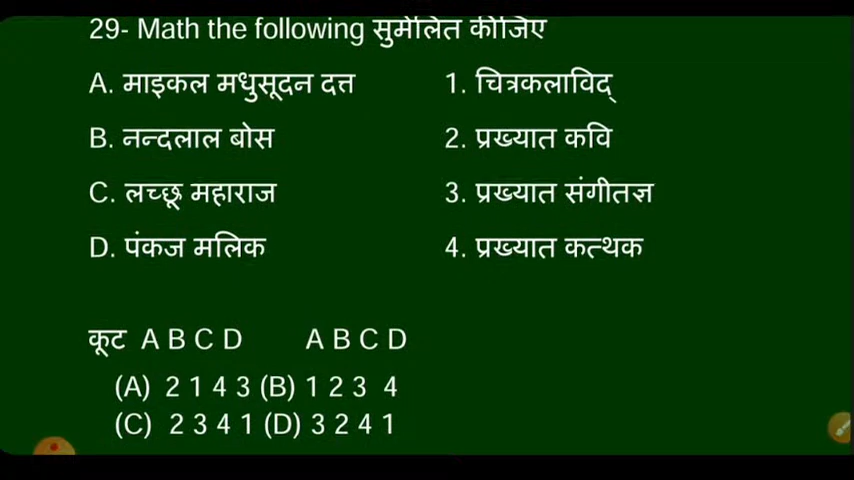 29- Math the following सुमेलित कीजिए
A. माइकल मधुसूदन दत्त 1. चित्रकलाविद्
B. नन्दलाल बोस 2. प्रख्यात कवि
C. लच्छू महाराज 3. प्रख्यात संगीतज्ञ
D. पंकज मलिक 4. प्रख्यात कत्थक
कूट A B C D A B C D
(A) 2 1 4 3 (B) 1 2 3 4
(C) 2 3 4 1 (D) 3 2 4 1